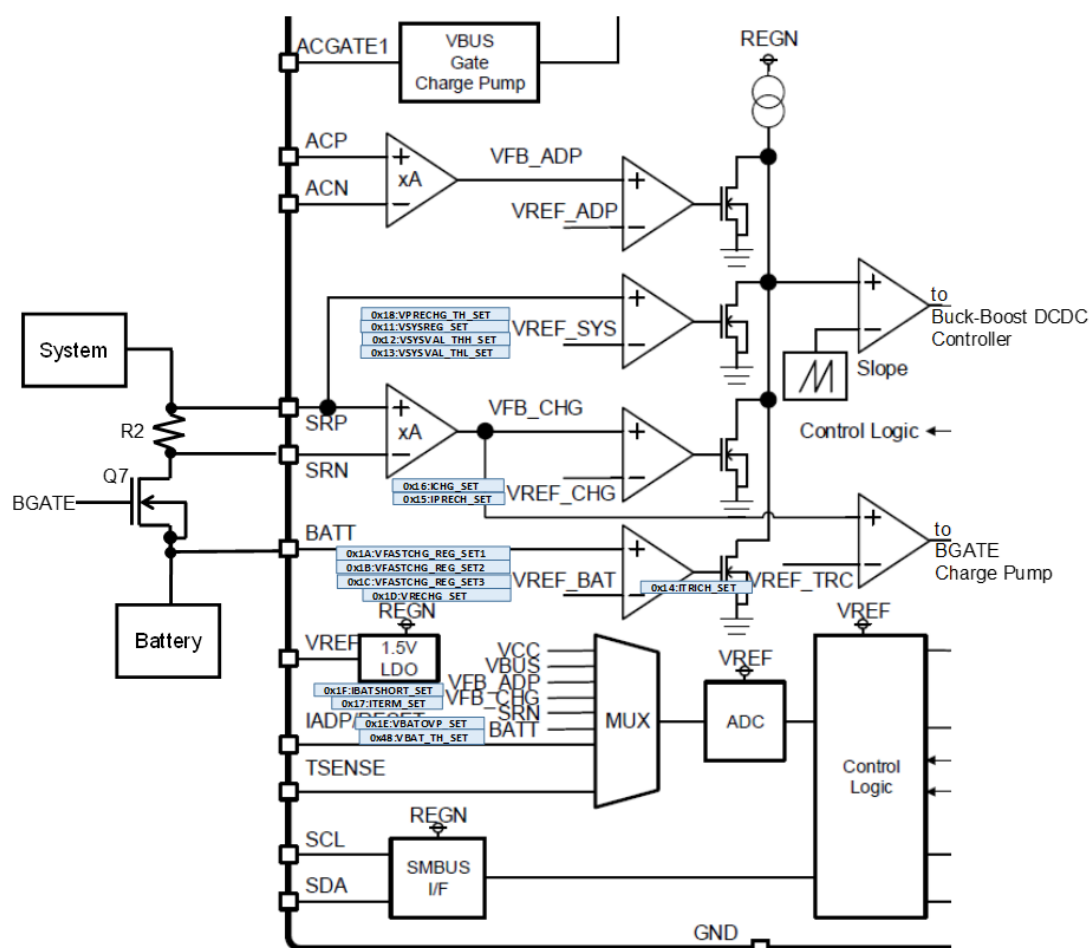 ACGATE1
VBUS
Gate
Charge Pump
REGN
ACP
+
xA
ACN
−
VFB_ADP
+
VREF_ADP
−
System
R2
Q7
BGATE
Battery
0x18:VPRECHG_TH_SET
0x11:VSYSREG_SET
0x12:VSYSVAL_THH_SET
0x13:VSYSVAL_THL_SET
+
VREF_SYS
−
+
−
to
Buck-Boost DCDC
Controller
Slope
SRP
+
xA
SRN
−
VFB_CHG
+
VREF_CHG
−
0x16:ICHG_SET
0x15:IPRECH_SET
Control Logic
BATT
0x1A:VFASTCHG_REG_SET1
0x1B:VFASTCHG_REG_SET2
0x1C:VFASTCHG_REG_SET3
0x1D:VRECHG_SET
+
VREF_BAT
−
0x14:ITRICH_SET
+
VREF_TRC
−
to
BGATE
Charge Pump
REGN
VREF
1.5V
LDO
0x1F:IBATSHORT_SET
0x17:ITERM_SET
IADP/RESET
0x1E:VBATOVP_SET
0x48:VBAT_TH_SET
VCC
VBUS
VFB_ADP
VFB_CHG
SRN
BATT
MUX
VREF
ADC
VREF
Control
Logic
TSENSE
REGN
SCL
SDA
SMBUS
I/F
GND